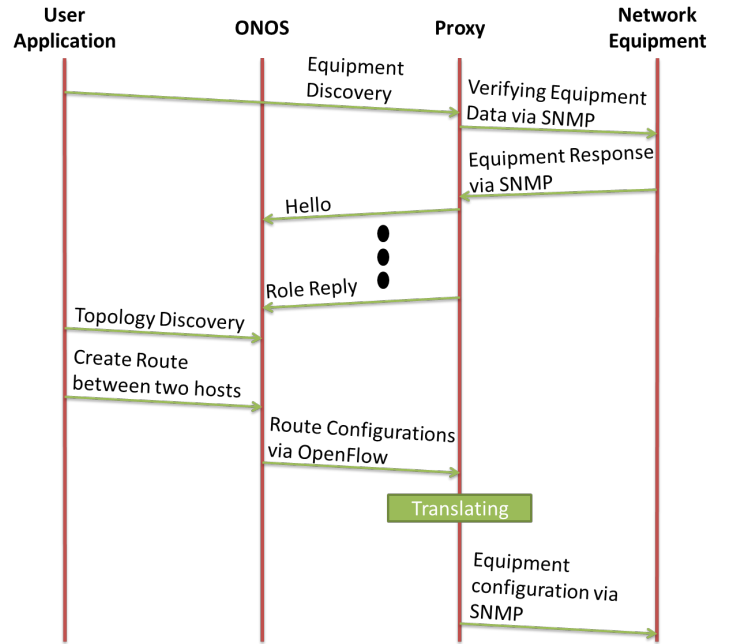 User
Application
ONOS
Proxy
Network
Equipment
Equipment
Discovery
Verifying Equipment
Data via SNMP
Equipment Response
via SNMP
Hello
Role Reply
Topology Discovery
Create Route
between two hosts
Route Configurations
via OpenFlow
Translating
Equipment
configuration via
SNMP